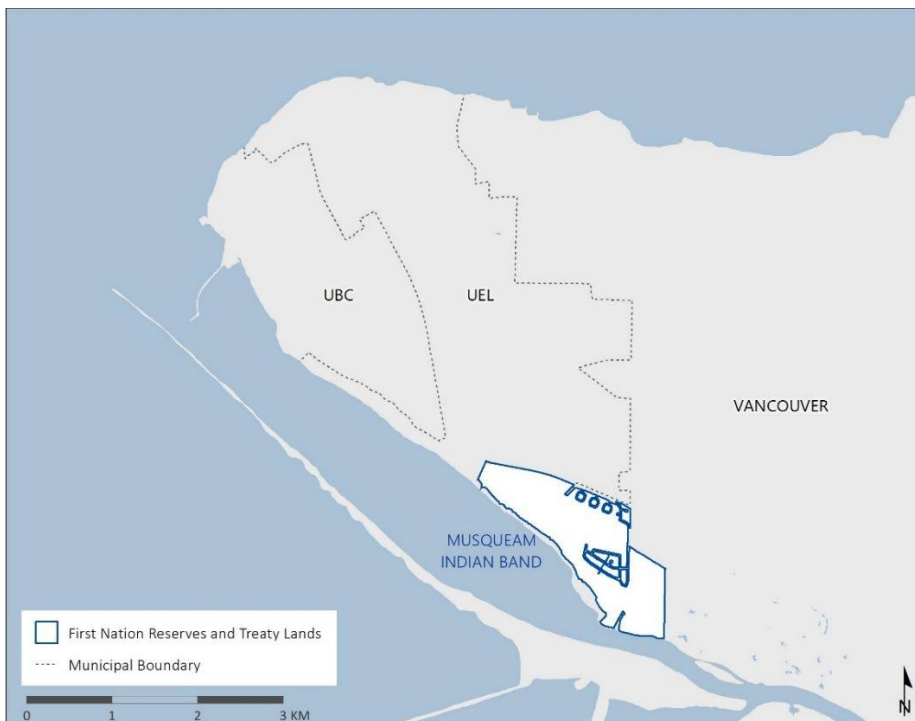 UBC
UEL
VANCOUVER
MUSQUEAM
INDIAN BAND
First Nation Reserves and Treaty Lands
Municipal Boundary
0 1 2 3 KM
N